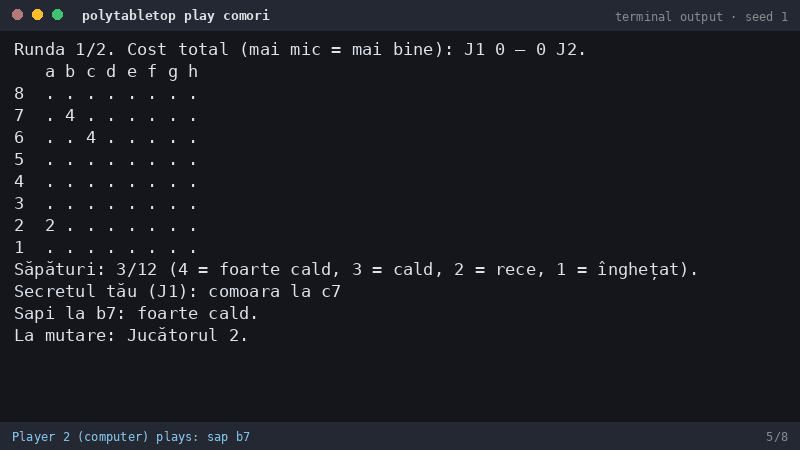 polytabletop play comori
terminal output · seed 1
Runda 1/2. Cost total (mai mic = mai bine): J1 0 — 0 J2.
   a b c d e f g h
8  . . . . . . . .
7  . 4 . . . . . .
6  . . 4 . . . . .
5  . . . . . . . .
4  . . . . . . . .
3  . . . . . . . .
2  2 . . . . . . .
1  . . . . . . . .
Săpături: 3/12 (4 = foarte cald, 3 = cald, 2 = rece, 1 = înghețat).
Secretul tău (J1): comoara la c7
Sapi la b7: foarte cald.
La mutare: Jucătorul 2.
Player 2 (computer) plays: sap b7
5/8